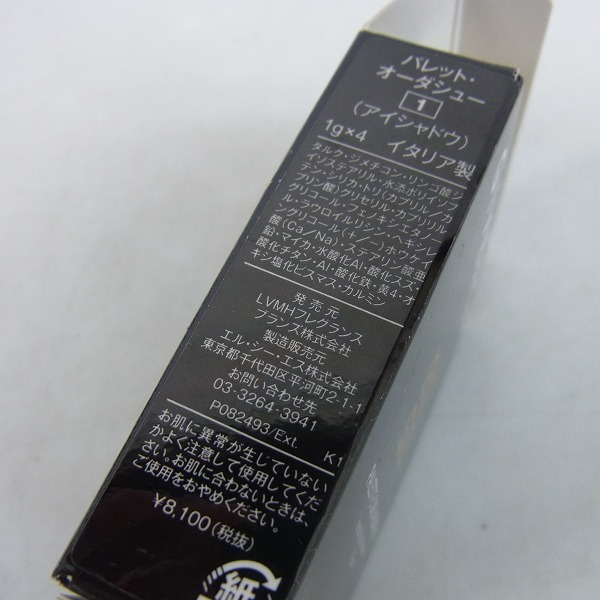 パレット・
オーダシュー
1
(アイシャドウ)
1g×4 イタリア製
タルク・ジメチコン・リンゴ酸ジ
イソステアリル・水添ポリイソブ
テン・シリカ・トリ(カプリル/カ
プリン酸)グリセリル・カプリリル
グリコール・フェノキシエタノー
ル・ラウロイルリシン・ヘキシレ
ングリコール・(+/-)ホウケイ
酸(Ca/Na)・ステアリン酸亜
鉛・マイカ・水酸化Al・酸化スズ・
酸化チタン・Al・酸化鉄・黄4・オ
キシ塩化ビスマス・カルミン
発売元
LVMHフレグランス
ブランズ株式会社
製造販売元
エル・シー・エス株式会社
東京都千代田区平河町2-1-1
お問い合わせ先
03-3264-3941
P082493/Ext. K1
お肌に異常が生じていない
かよく注意して使用してくだ
さい。お肌に合わないときは、
ご使用をおやめください。
¥8,100(税抜)
紙